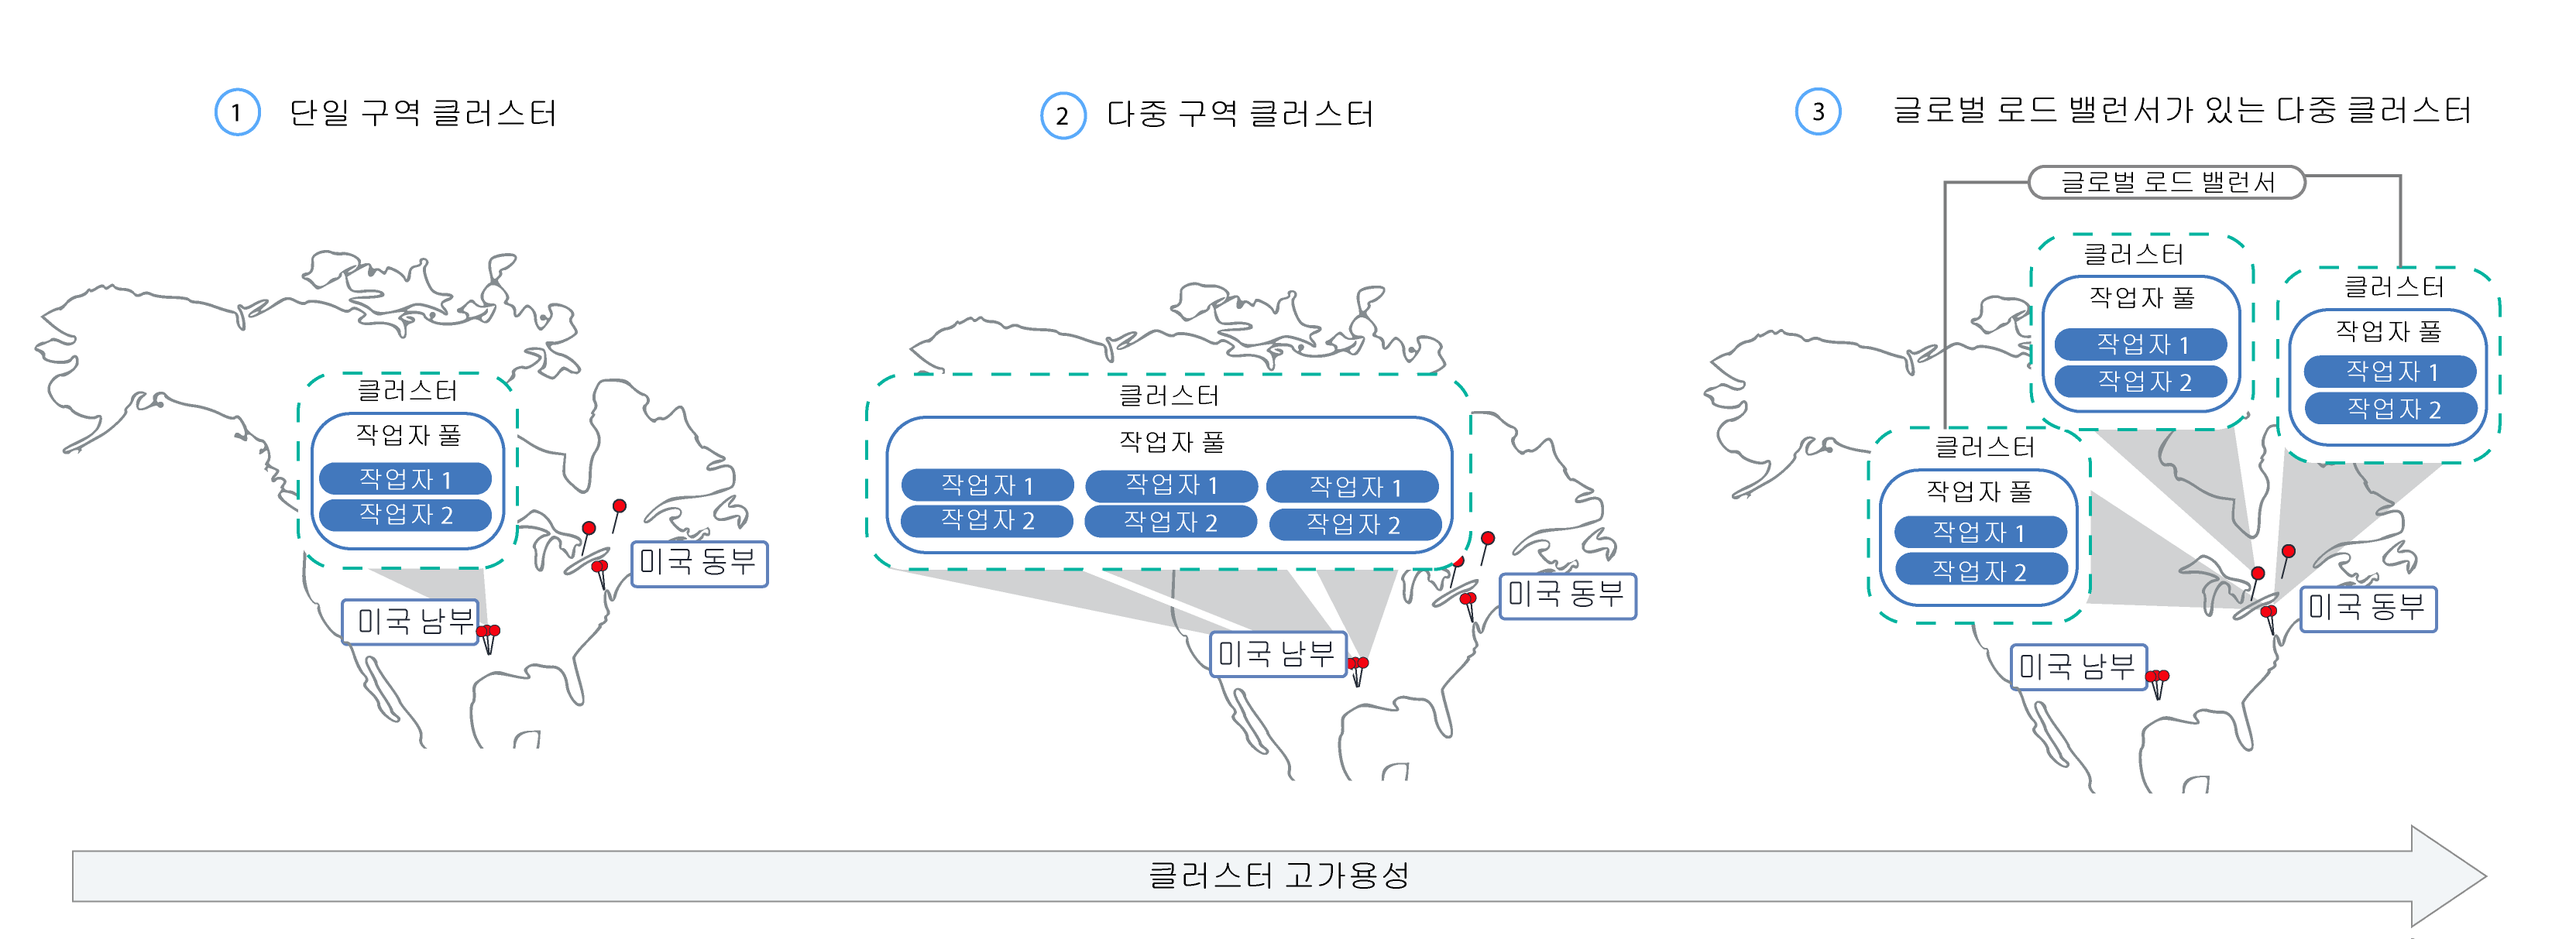 1 단일 구역 클러스터
클러스터
작업자 풀
작업자 1
작업자 2
미국 동부
미국 남부
2 다중 구역 클러스터
클러스터
작업자 풀
작업자 1 작업자 1 작업자 1
작업자 2 작업자 2 작업자 2
미국 동부
미국 남부
3 글로벌 로드 밸런서가 있는 다중 클러스터
글로벌 로드 밸런서
클러스터
작업자 풀
작업자 1
작업자 2
클러스터
작업자 풀
작업자 1
작업자 2
클러스터
작업자 풀
작업자 1
작업자 2
미국 동부
미국 남부
클러스터 고가용성